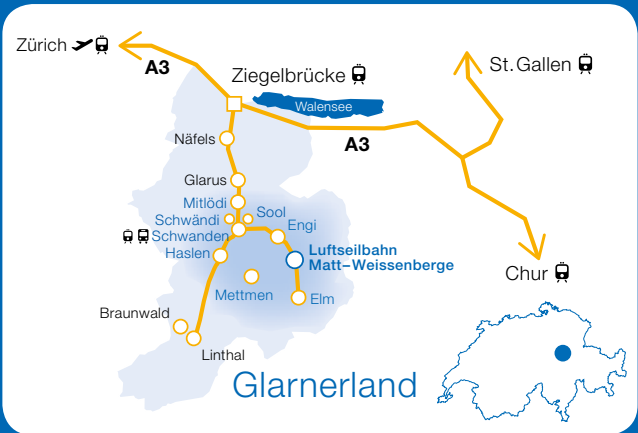 Zürich
A3
Ziegelbrücke
St. Gallen
Walensee
A3
Näfels
Glarus
Mitlödi
Schwändi
Sool
Schwanden
Engi
Haslen
Luftseilbahn
Matt–Weissenberge
Chur
Mettmen
Elm
Braunwald
Linthal
Glarnerland